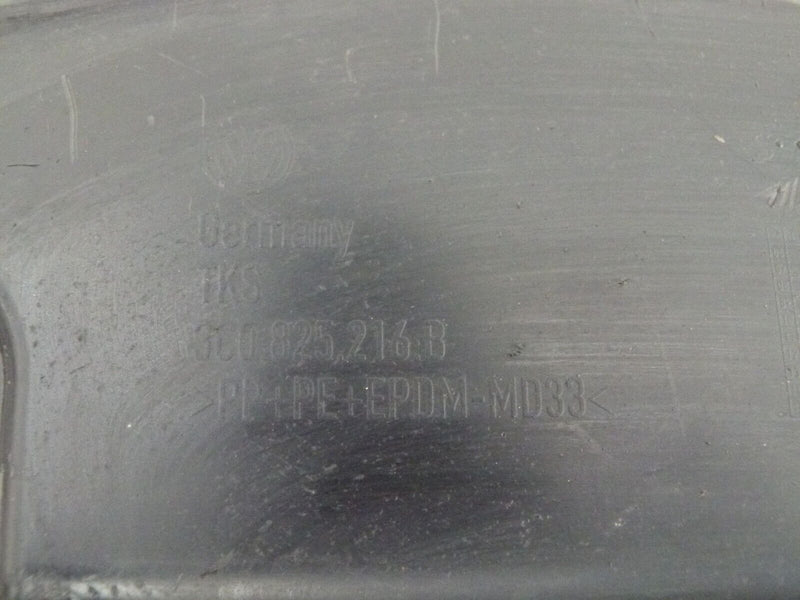 Germany
TKS
3C0.825.216.B
>PP+PE+EPDM-MD33<